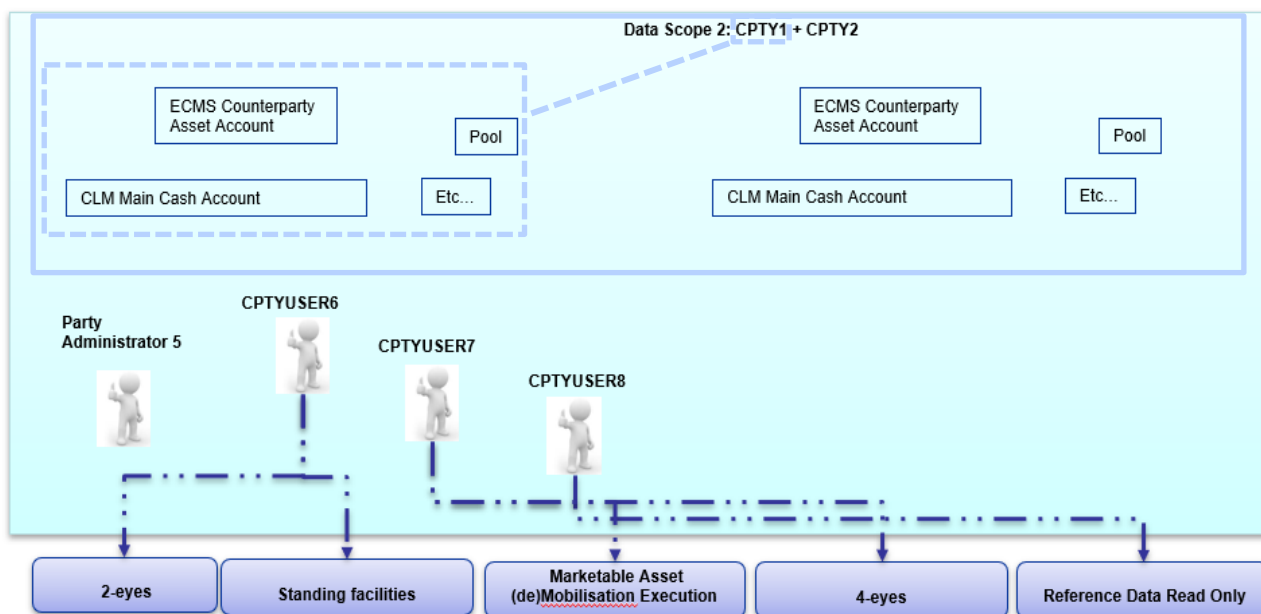 Data Scope 2: CPTY1 + CPTY2
ECMS Counterparty
Asset Account
Pool
CLM Main Cash Account
Etc...
ECMS Counterparty
Asset Account
Pool
CLM Main Cash Account
Etc...
Party
Administrator 5
CPTYUSER6
CPTYUSER7
CPTYUSER8
2-eyes
Standing facilities
Marketable Asset
(de)Mobilisation Execution
4-eyes
Reference Data Read Only